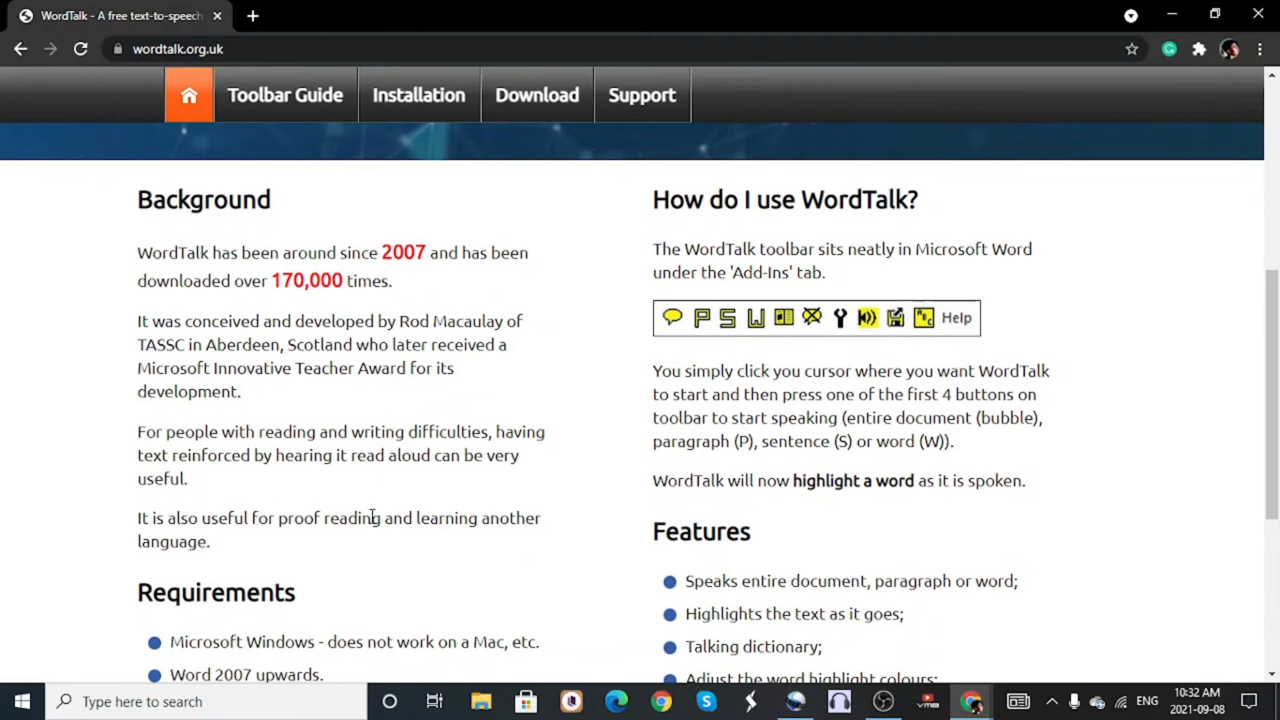 WordTalk - A free text-to-speech
wordtalk.org.uk
Toolbar Guide
Installation
Download
Support
Background
WordTalk has been around since 2007 and has been
downloaded over 170,000 times.
It was conceived and developed by Rod Macaulay of
TASSC in Aberdeen, Scotland who later received a
Microsoft Innovative Teacher Award for its
development.
For people with reading and writing difficulties, having
text reinforced by hearing it read aloud can be very
useful.
It is also useful for proof reading and learning another
language.
Requirements
Microsoft Windows - does not work on a Mac, etc.
Word 2007 upwards.
How do I use WordTalk?
The WordTalk toolbar sits neatly in Microsoft Word
under the 'Add-Ins' tab.
P S W Help
You simply click you cursor where you want WordTalk
to start and then press one of the first 4 buttons on
toolbar to start speaking (entire document (bubble),
paragraph (P), sentence (S) or word (W)).
WordTalk will now highlight a word as it is spoken.
Features
Speaks entire document, paragraph or word;
Highlights the text as it goes;
Talking dictionary;
Adjust the word highlight colours;
Type here to search
ENG
10:32 AM
2021-09-08